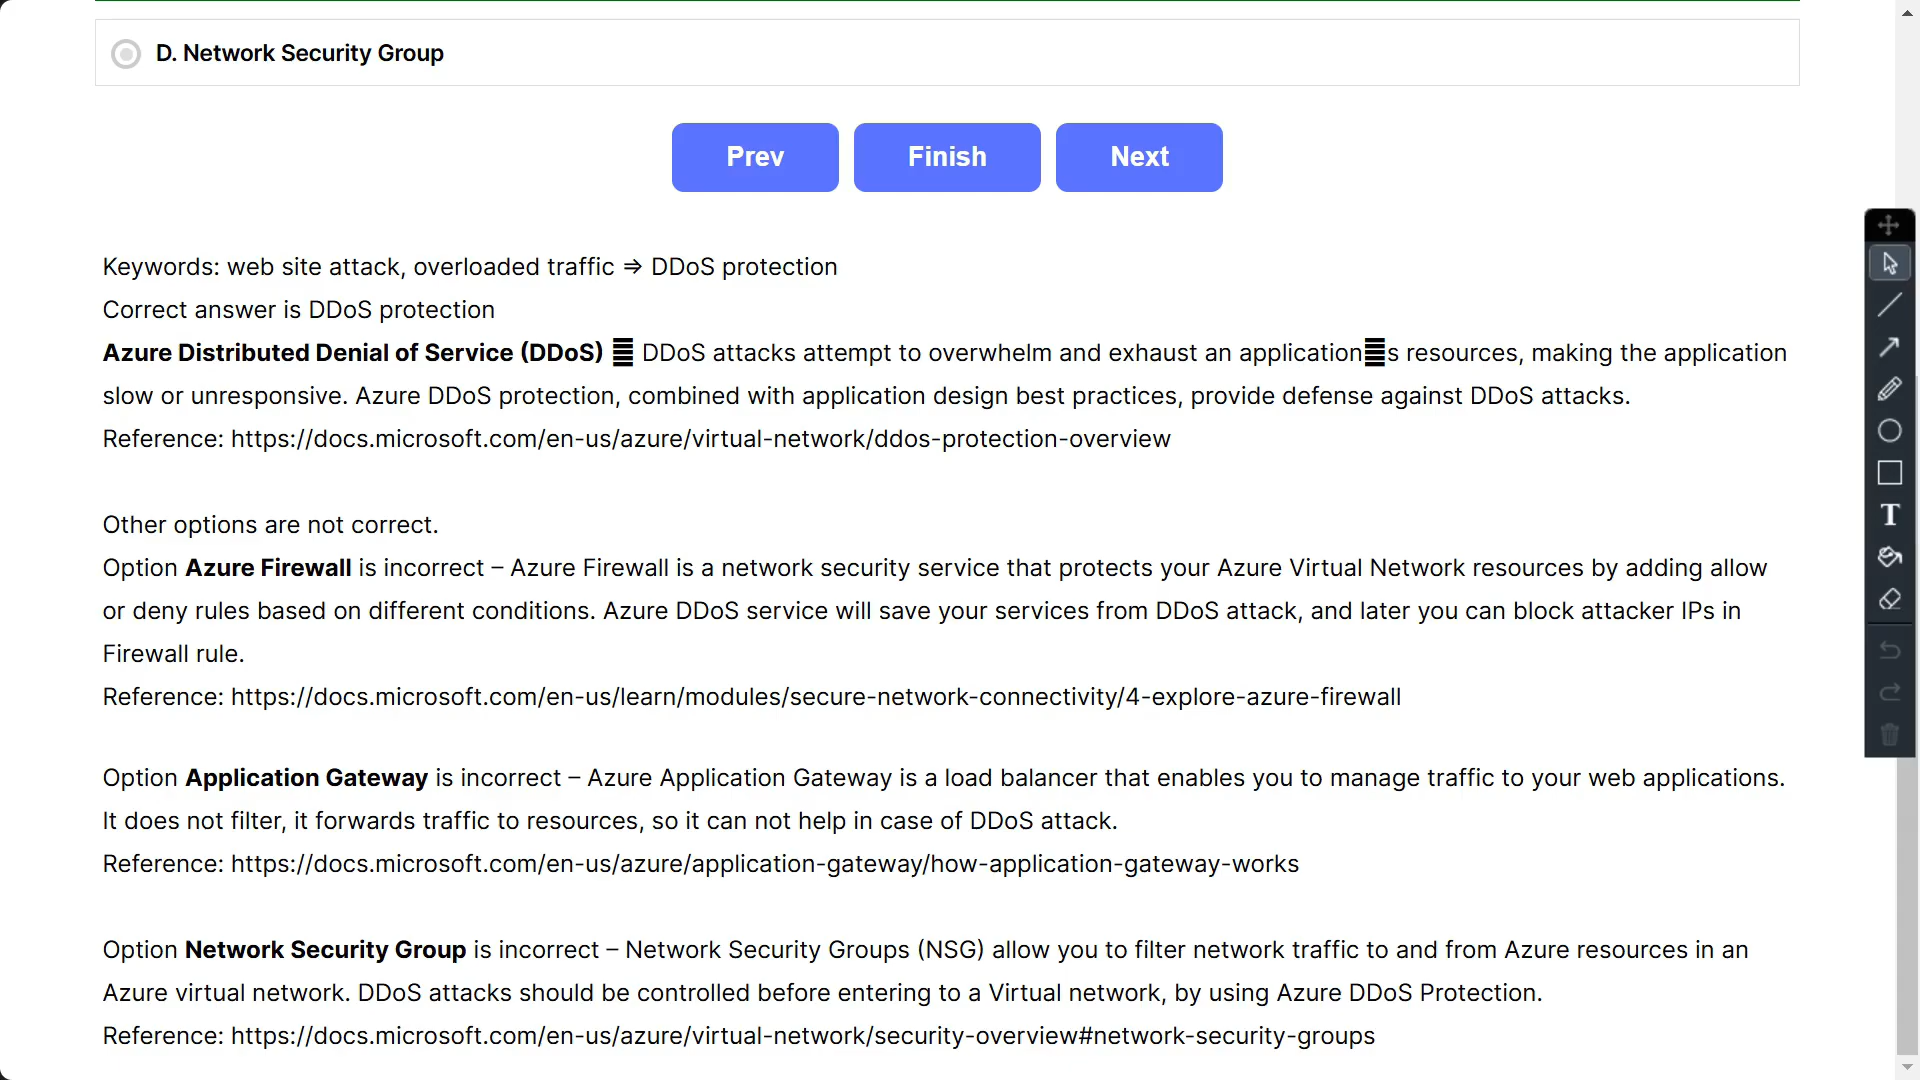 D. Network Security Group
Prev
Finish
Next
Keywords: web site attack, overloaded traffic ⇒ DDoS protection
Correct answer is DDoS protection
Azure Distributed Denial of Service (DDoS) DDoS attacks attempt to overwhelm and exhaust an application s resources, making the application
slow or unresponsive. Azure DDoS protection, combined with application design best practices, provide defense against DDoS attacks.
Reference: https://docs.microsoft.com/en-us/azure/virtual-network/ddos-protection-overview
Other options are not correct.
Option Azure Firewall is incorrect – Azure Firewall is a network security service that protects your Azure Virtual Network resources by adding allow
or deny rules based on different conditions. Azure DDoS service will save your services from DDoS attack, and later you can block attacker IPs in
Firewall rule.
Reference: https://docs.microsoft.com/en-us/learn/modules/secure-network-connectivity/4-explore-azure-firewall
Option Application Gateway is incorrect – Azure Application Gateway is a load balancer that enables you to manage traffic to your web applications.
It does not filter, it forwards traffic to resources, so it can not help in case of DDoS attack.
Reference: https://docs.microsoft.com/en-us/azure/application-gateway/how-application-gateway-works
Option Network Security Group is incorrect – Network Security Groups (NSG) allow you to filter network traffic to and from Azure resources in an
Azure virtual network. DDoS attacks should be controlled before entering to a Virtual network, by using Azure DDoS Protection.
Reference: https://docs.microsoft.com/en-us/azure/virtual-network/security-overview#network-security-groups
T